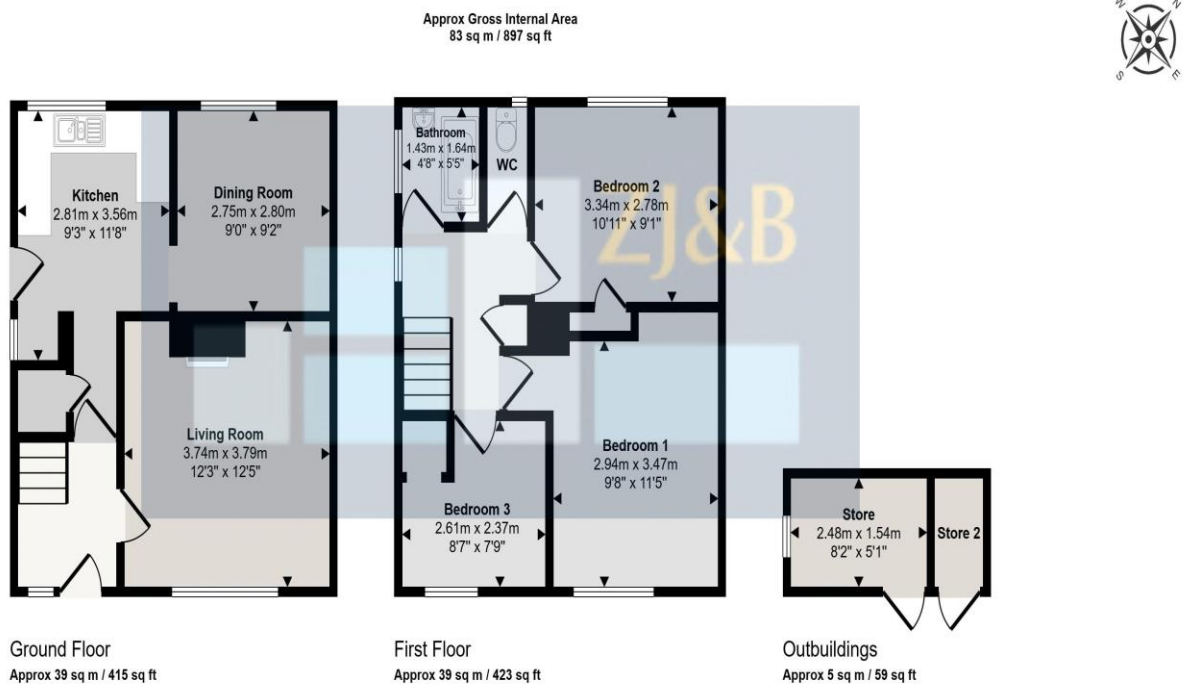 Approx Gross Internal Area
83 sq m / 897 sq ft
W
N
S
E
Kitchen
2.81m x 3.56m
9'3" x 11'8"
Dining Room
2.75m x 2.80m
9'0" x 9'2"
Living Room
3.74m x 3.79m
12'3" x 12'5"
Bathroom
1.43m x 1.64m
4'8" x 5'5"
WC
Bedroom 2
3.34m x 2.78m
10'11" x 9'1"
ZJ&B
Bedroom 1
2.94m x 3.47m
9'8" x 11'5"
Bedroom 3
2.61m x 2.37m
8'7" x 7'9"
Store
2.48m x 1.54m
8'2" x 5'1"
Store 2
Ground Floor
Approx 39 sq m / 415 sq ft
First Floor
Approx 39 sq m / 423 sq ft
Outbuildings
Approx 5 sq m / 59 sq ft